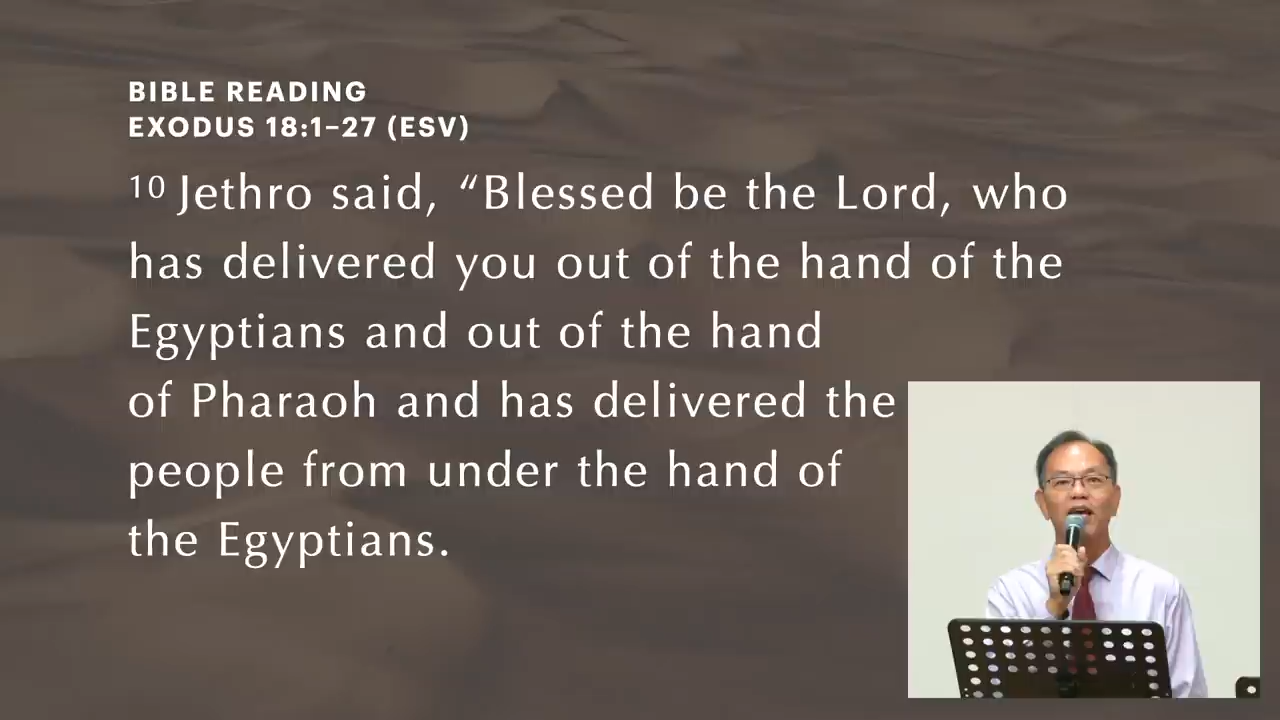 BIBLE READING
EXODUS 18:1–27 (ESV)
10 Jethro said, “Blessed be the Lord, who
has delivered you out of the hand of the
Egyptians and out of the hand
of Pharaoh and has delivered the
people from under the hand of
the Egyptians.